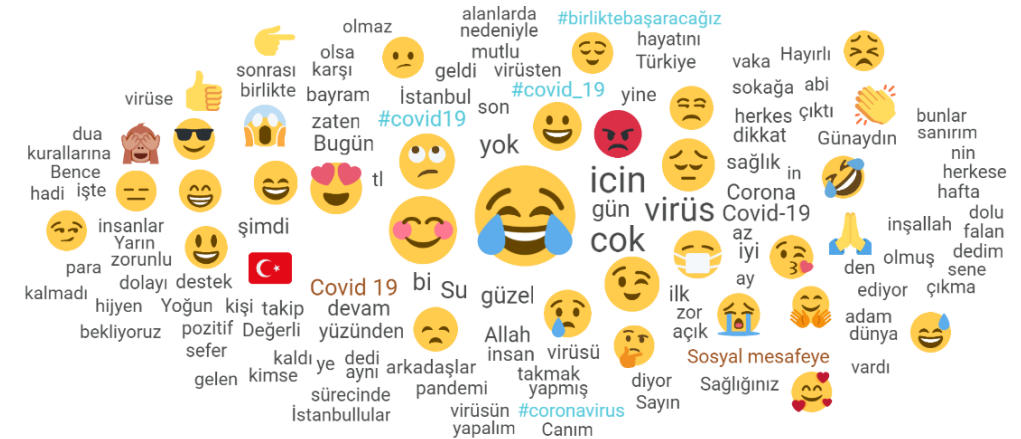 alanlarda
#birliktebaşaracağız
olmaz
nedeniyle
hayatını
olsa
mutlu
Türkiye
Hayırlı
sonrası
karşı
geldi
virüsten
vaka
birlikte
bayram
İstanbul
son
#covid_19
yine
sokağa
abi
virüse
#covid19
herkes
çıktı
bunlar
zaten
dikkat
Günaydın
sanırım
dua
Bugün
yok
kurallarına
sağlık
in
nin
Bence
herkese
hadi
işte
tl
icin
Corona
hafta
gün
virüs
Covid-19
dolu
insanlar
şimdi
cok
az
inşallah
falan
Yarın
iyi
dedim
zorunlu
olmuş
para
den
sene
dolayı
destek
Covid 19
bi
Su
güzel
ay
ediyor
çıkma
kalmadı
hijyen
Yoğun
kişi
takip
devam
ilk
zor
adam
bekliyoruz
pozitif
Değerli
yüzünden
Allah
açık
dünya
sefer
insan
virüsü
Sosyal mesafeye
kaldı
ye
dedi
arkadaşlar
vardı
gelen
kimse
ayni
takmak
diyor
Sağlığınız
sürecinde
pandemi
yapmış
Sayın
İstanbullular
virüsün
#coronavirus
yapalım
Canım